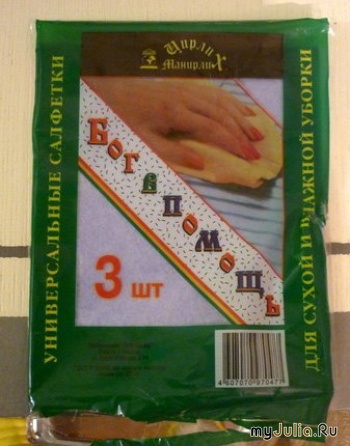 Цирлих
Манирлих
УНИВЕРСАЛЬНЫЕ САЛФЕТКИ
Бог в помощь
3 шт
ДЛЯ СУХОЙ И ВЛАЖНОЙ УБОРКИ
myJulia.Ru